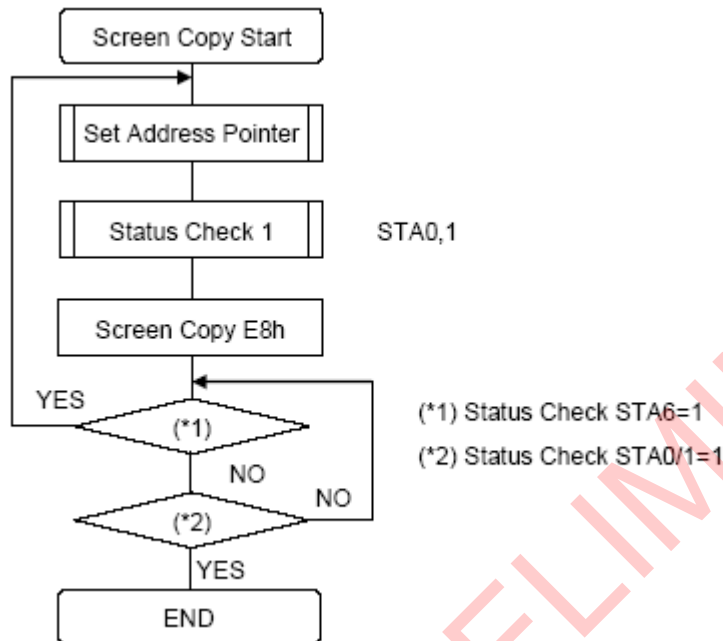 Screen Copy Start
Set Address Pointer
Status Check 1
STA0,1
Screen Copy E8h
YES
(*1)
(*1) Status Check STA6=1
NO
(*2) Status Check STA0/1=1
NO
(*2)
YES
END
ELIMI